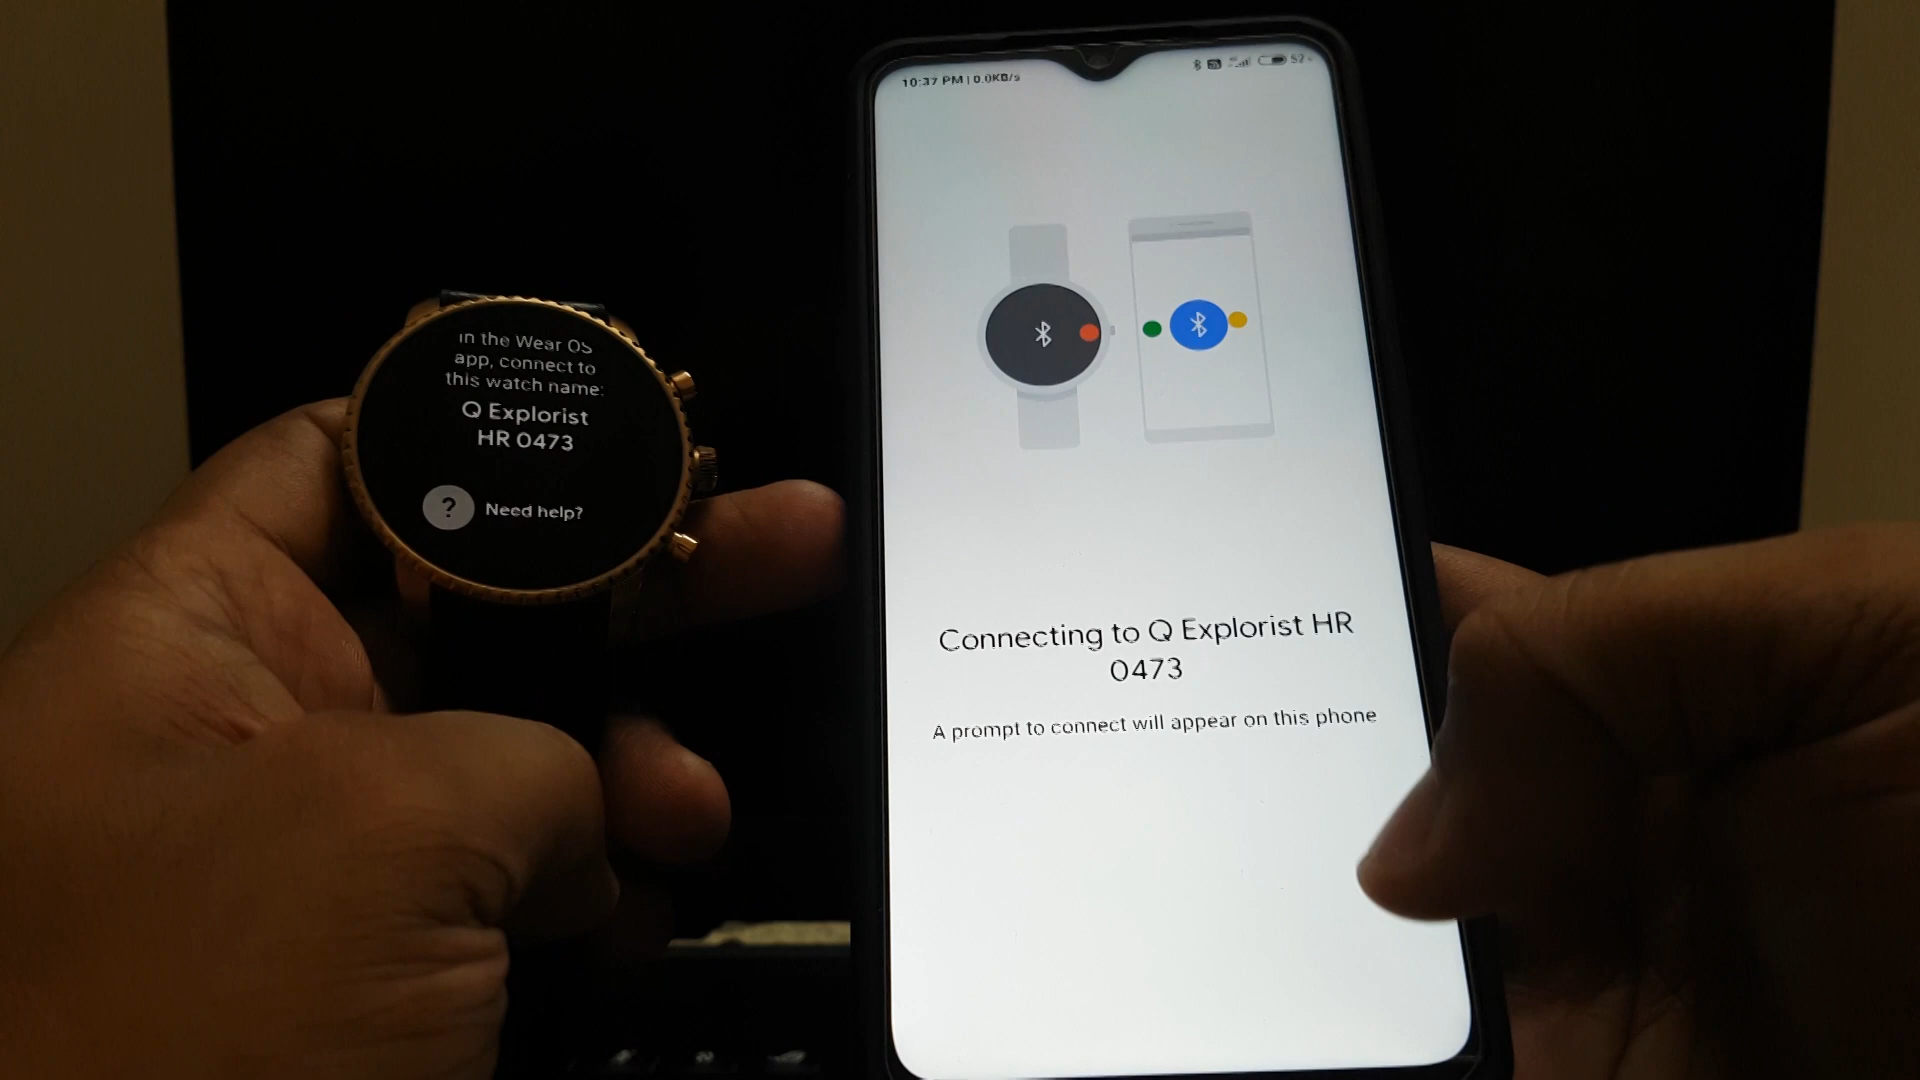 in the Wear OS
app, connect to
this watch name:
Q Explorist
HR 0473
? Need help?
10:37 PM | 0.0KB/s
52
Connecting to Q Explorist HR
0473
A prompt to connect will appear on this phone